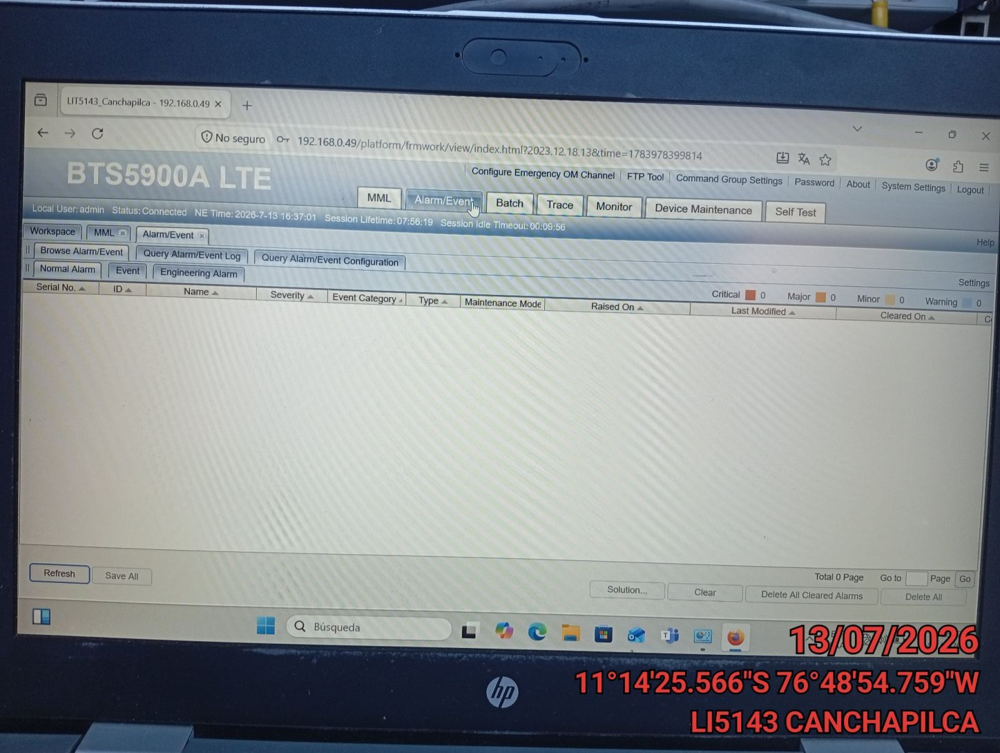 LIT5143_Canchapilca - 192.168.0.49
No seguro 192.168.0.49/platform/frmwork/view/index.html?2023.12.18.13&time=1783978399814
BTS5900A LTE
Configure Emergency OM Channel FTP Tool Command Group Settings Password About System Settings Logout
MML Alarm/Event Batch Trace Monitor Device Maintenance Self Test
Local User: admin Status: Connected NE Time: 2026-7-13 16:37:01 Session Lifetime: 07:56:19 Session Idle Timeout: 00:09:56
Workspace MML Alarm/Event Help
Browse Alarm/Event Query Alarm/Event Log Query Alarm/Event Configuration
Normal Alarm Event Engineering Alarm Settings
Critical 0 Major 0 Minor 0 Warning 0
Serial No. ID Name Severity Event Category Type Maintenance Mode Raised On Last Modified Cleared On
Refresh Save All
Total 0 Page Go to Page Go
Solution... Clear Delete All Cleared Alarms Delete All
Búsqueda
13/07/2026
11°14'25.566"S 76°48'54.759"W
hp
LI5143 CANCHAPILCA